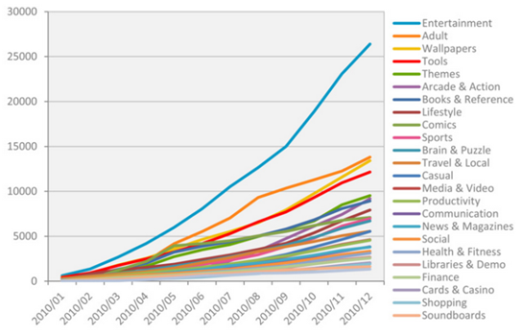 30000
25000
20000
15000
10000
5000
0
2010/01
2010/02
2010/03
2010/04
2010/05
2010/06
2010/07
2010/08
2010/09
2010/10
2010/11
2010/12
Entertainment
Adult
Wallpapers
Tools
Themes
Arcade & Action
Books & Reference
Lifestyle
Comics
Sports
Brain & Puzzle
Travel & Local
Casual
Media & Video
Productivity
Communication
News & Magazines
Social
Health & Fitness
Libraries & Demo
Finance
Cards & Casino
Shopping
Soundboards